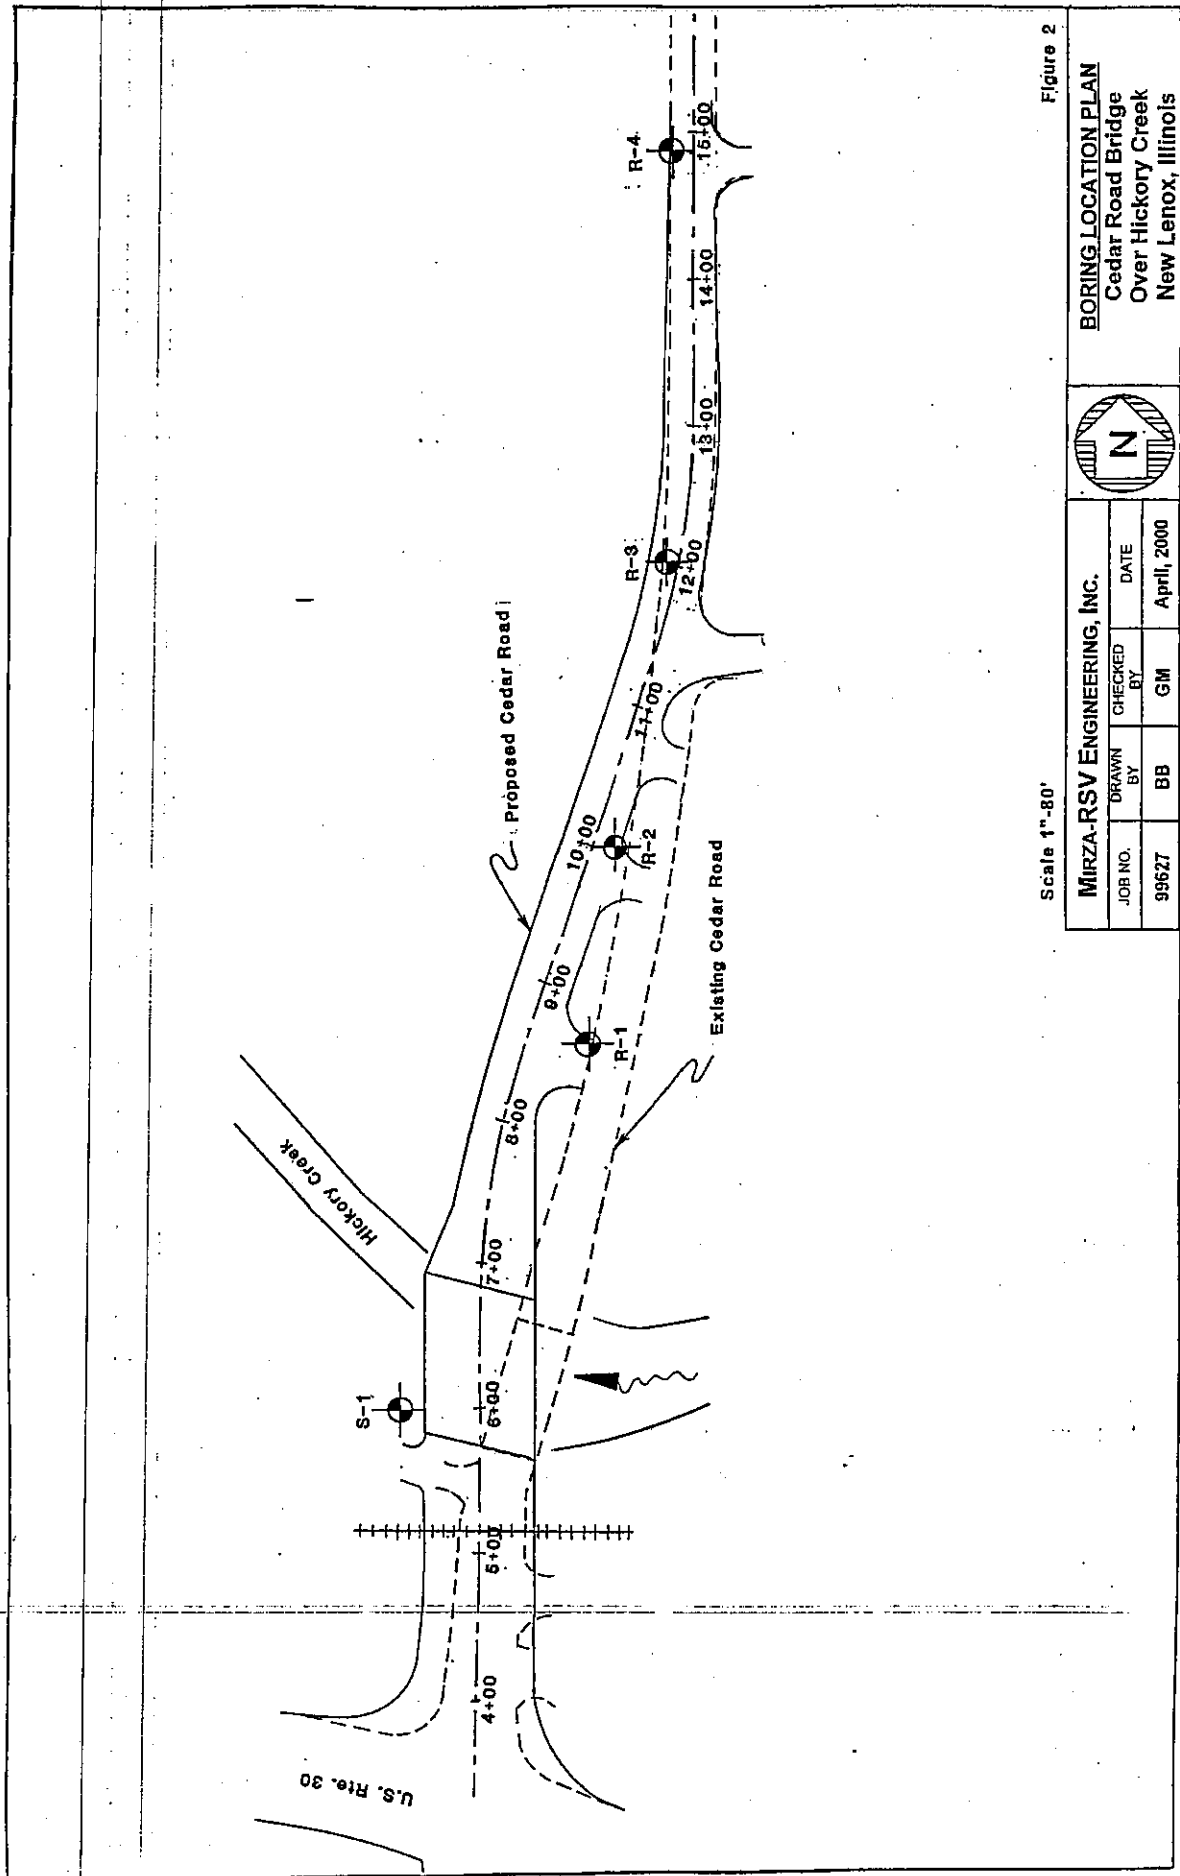 U.S. Rte. 30
4+00
5+00
6+00
7+00
8+00
9+00
10+00
11+00
12+00
13+00
14+00
15+00
S-1
R-1
R-2
R-3
R-4
Hickory Creek
Proposed Cedar Road
Existing Cedar Road
Scale 1"-80'
Figure 2
MIRZA-RSV ENGINEERING, INC.
JOB NO.
DRAWN BY
CHECKED BY
DATE
99627
BB
GM
April, 2000
N
BORING LOCATION PLAN
Cedar Road Bridge
Over Hickory Creek
New Lenox, Illinois